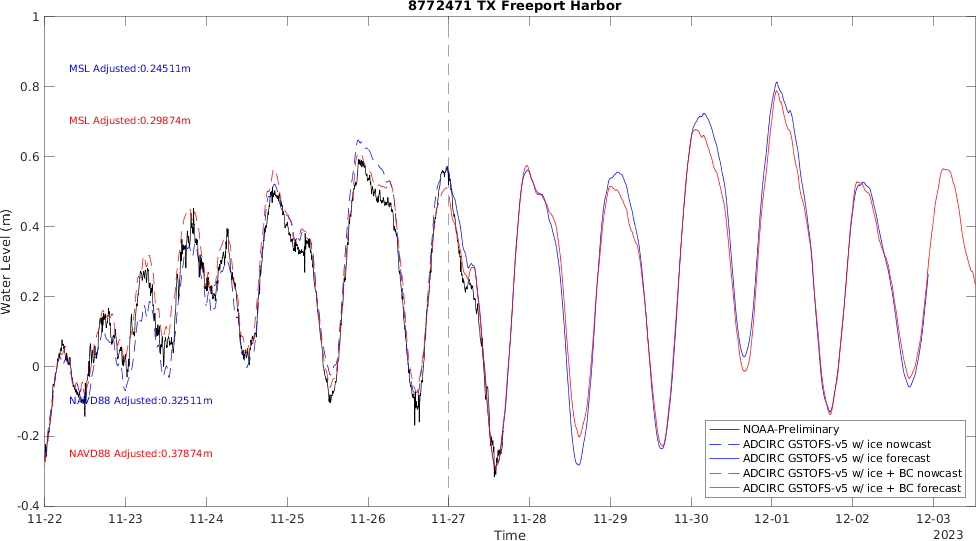 8772471 TX Freeport Harbor
1
0.8
0.6
0.4
0.2
0
-0.2
-0.4
Water Level (m)
MSL Adjusted:0.24511m
MSL Adjusted:0.29874m
NAVD88 Adjusted:0.32511m
NAVD88 Adjusted:0.37874m
NOAA-Preliminary
ADCIRC GSTOFS-v5 w/ ice nowcast
ADCIRC GSTOFS-v5 w/ ice forecast
ADCIRC GSTOFS-v5 w/ ice + BC nowcast
ADCIRC GSTOFS-v5 w/ ice + BC forecast
11-22 11-23 11-24 11-25 11-26 11-27 11-28 11-29 11-30 12-01 12-02 12-03
Time
2023